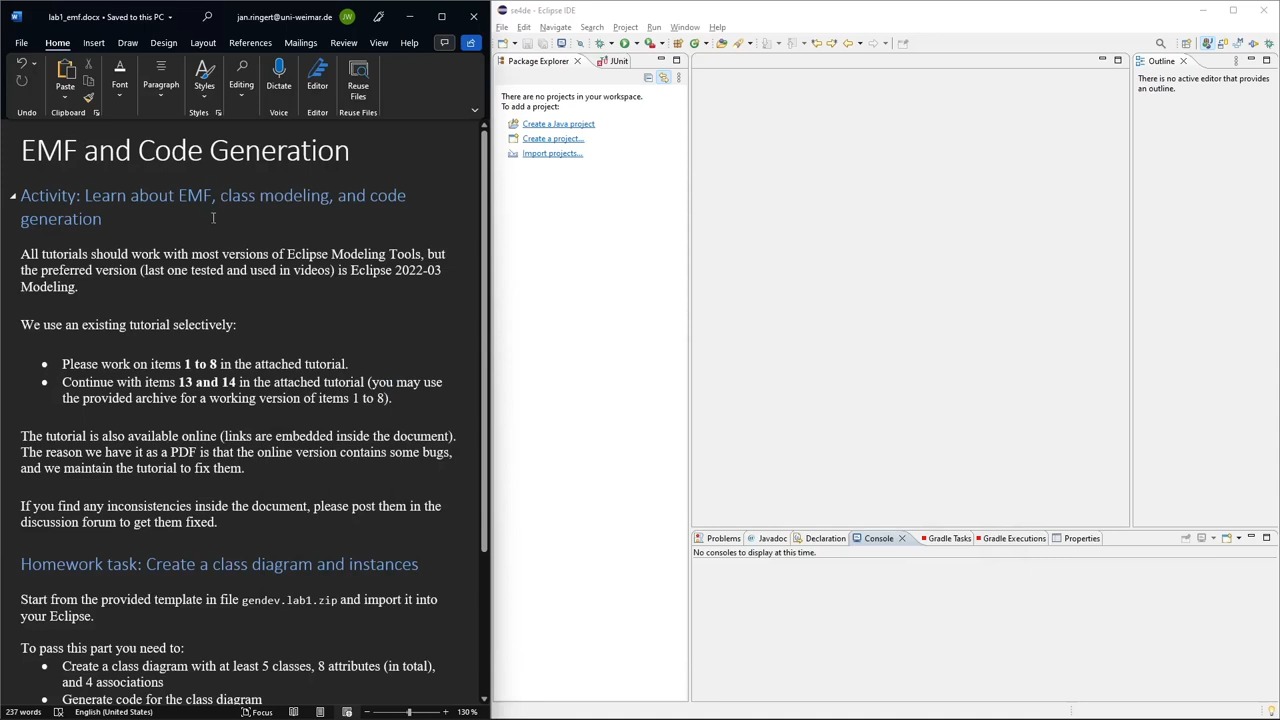 lab1_emf.docx • Saved to this PC
jan.ringert@uni-weimar.de
JW
File Home Insert Draw Design Layout References Mailings Review View Help
Paste
Font
Paragraph
Styles
Editing
Dictate
Editor
Reuse
Files
Undo
Clipboard
Styles
Voice
Editor
Reuse Files
EMF and Code Generation
Activity: Learn about EMF, class modeling, and code
generation
All tutorials should work with most versions of Eclipse Modeling Tools, but
the preferred version (last one tested and used in videos) is Eclipse 2022-03
Modeling.
We use an existing tutorial selectively:
• Please work on items 1 to 8 in the attached tutorial.
• Continue with items 13 and 14 in the attached tutorial (you may use
the provided archive for a working version of items 1 to 8).
The tutorial is also available online (links are embedded inside the document).
The reason we have it as a PDF is that the online version contains some bugs,
and we maintain the tutorial to fix them.
If you find any inconsistencies inside the document, please post them in the
discussion forum to get them fixed.
Homework task: Create a class diagram and instances
Start from the provided template in file gendev.lab1.zip and import it into
your Eclipse.
To pass this part you need to:
• Create a class diagram with at least 5 classes, 8 attributes (in total),
and 4 associations
• Generate code for the class diagram
237 words English (United States) Focus 130 %
se4de - Eclipse IDE
File Edit Navigate Search Project Run Window Help
Package Explorer
JUnit
There are no projects in your workspace.
To add a project:
Create a Java project
Create a project...
Import projects...
Outline
There is no active editor that provides
an outline.
Problems Javadoc Declaration Console Gradle Tasks Gradle Executions Properties
No consoles to display at this time.